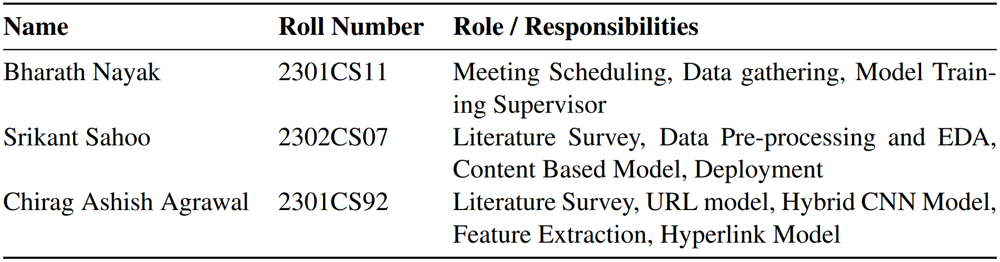 Name Roll Number Role / Responsibilities
Bharath Nayak 2301CS11 Meeting Scheduling, Data gathering, Model Train-
ing Supervisor
Srikant Sahoo 2302CS07 Literature Survey, Data Pre-processing and EDA,
Content Based Model, Deployment
Chirag Ashish Agrawal 2301CS92 Literature Survey, URL model, Hybrid CNN Model,
Feature Extraction, Hyperlink Model